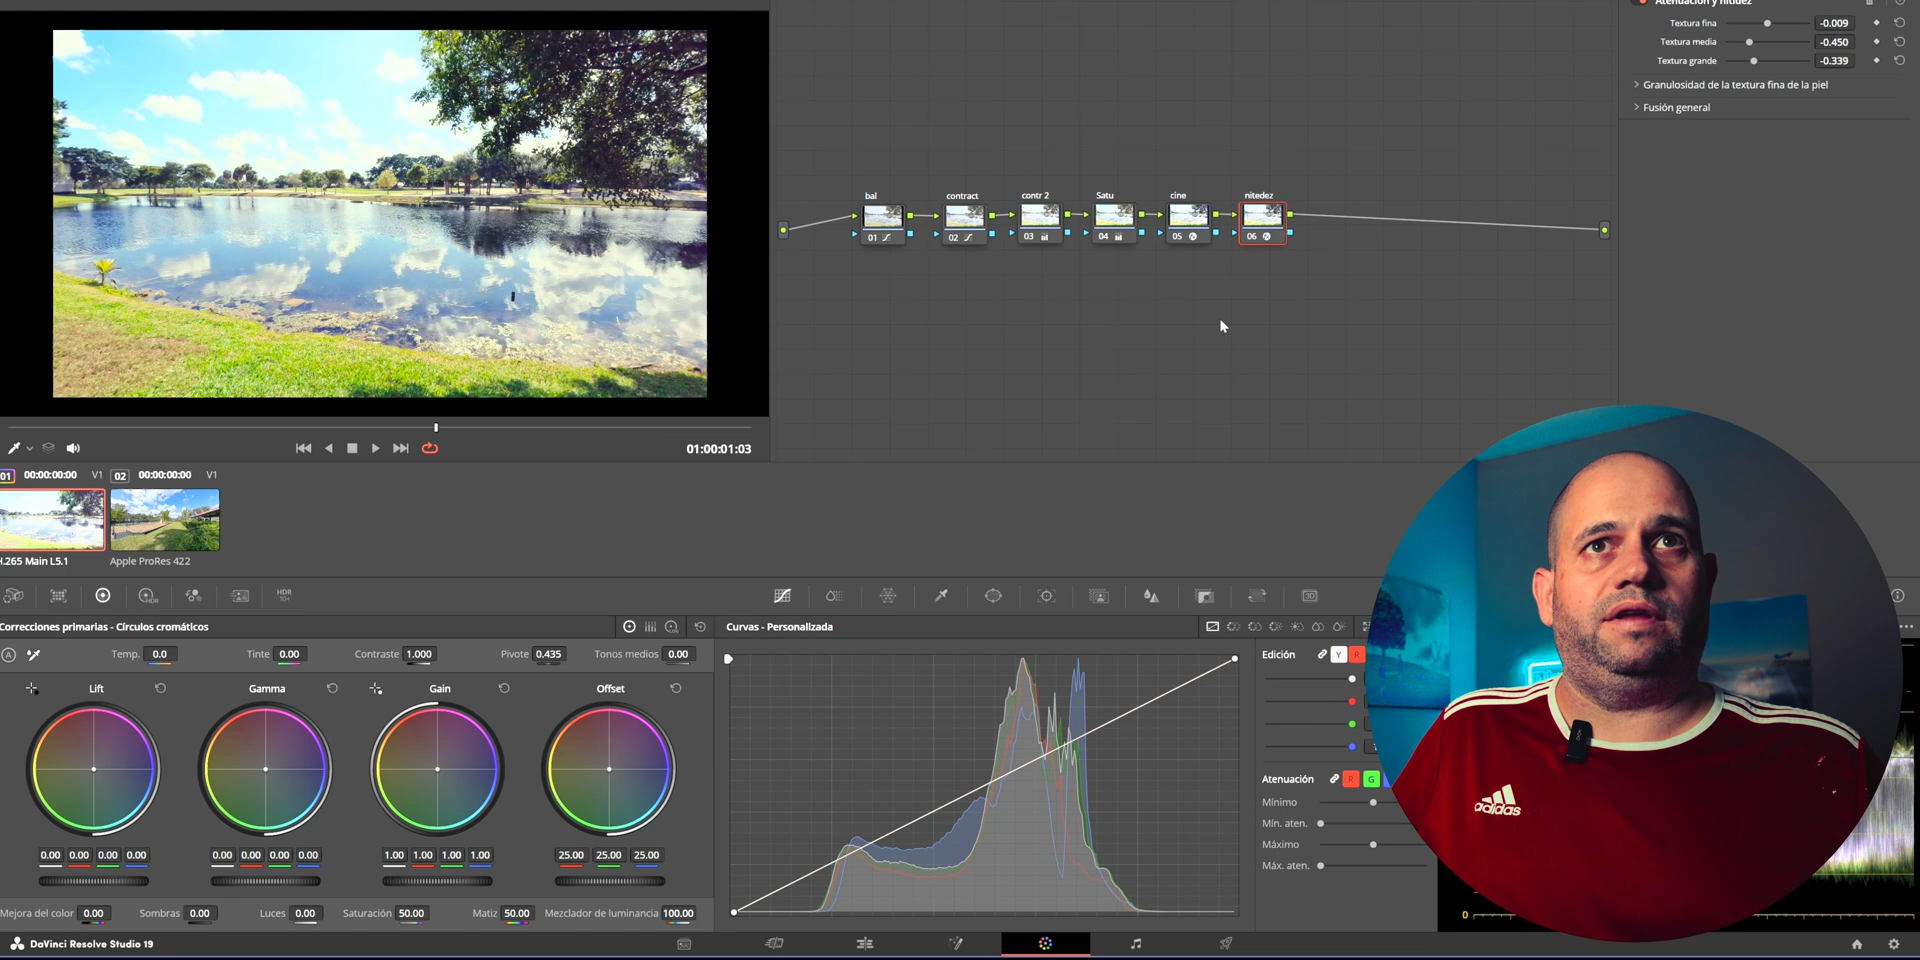 Atenuación y nitidez
Textura fina -0.009
Textura media -0.450
Textura grande -0.339
Granulosidad de la textura fina de la piel
Fusión general
bal
contract
contr 2
Satu
cine
nitedez
01
02
03
04
05
06
01:00:01:03
01 00:00:00:00 V1 02 00:00:00:00 V1
H.265 Main L5.1 Apple ProRes 422
HDR
HDR 10+
3D
Correcciones primarias - Círculos cromáticos
Curvas - Personalizada
A Temp. 0.0 Tinte 0.00 Contraste 1.000 Pivote 0.435 Tonos medios 0.00
Edición Y R
Lift Gamma Gain Offset
0.00 0.00 0.00 0.00
0.00 0.00 0.00 0.00
1.00 1.00 1.00 1.00
25.00 25.00 25.00
Atenuación R G
Mínimo
Mín. aten.
Máximo
Máx. aten.
Mejora del color 0.00 Sombras 0.00 Luces 0.00 Saturación 50.00 Matiz 50.00 Mezclador de luminancia 100.00
adidas
0
DaVinci Resolve Studio 19